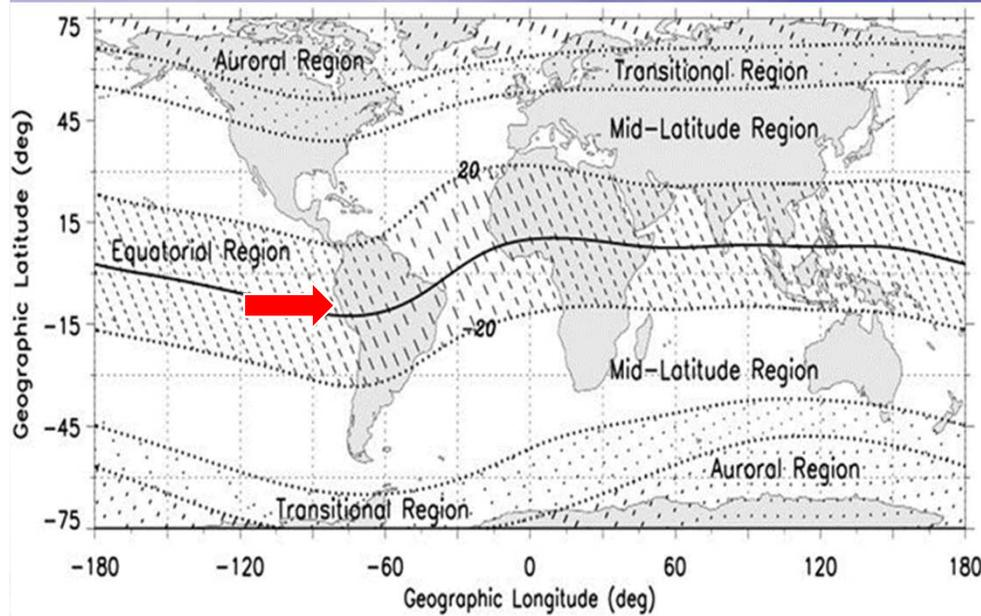 75
Auroral Region
Transitional Region
45
Mid-Latitude Region
20
15
Equatorial Region
-15
-20
Mid-Latitude Region
-45
Auroral Region
Transitional Region
-75
-180 -120 -60 0 60 120 180
Geographic Longitude (deg)
Geographic Latitude (deg)